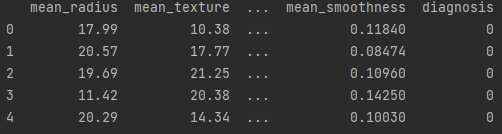 mean_radius mean_texture ... mean_smoothness diagnosis
0 17.99 10.38 ... 0.11840 0
1 20.57 17.77 ... 0.08474 0
2 19.69 21.25 ... 0.10960 0
3 11.42 20.38 ... 0.14250 0
4 20.29 14.34 ... 0.10030 0